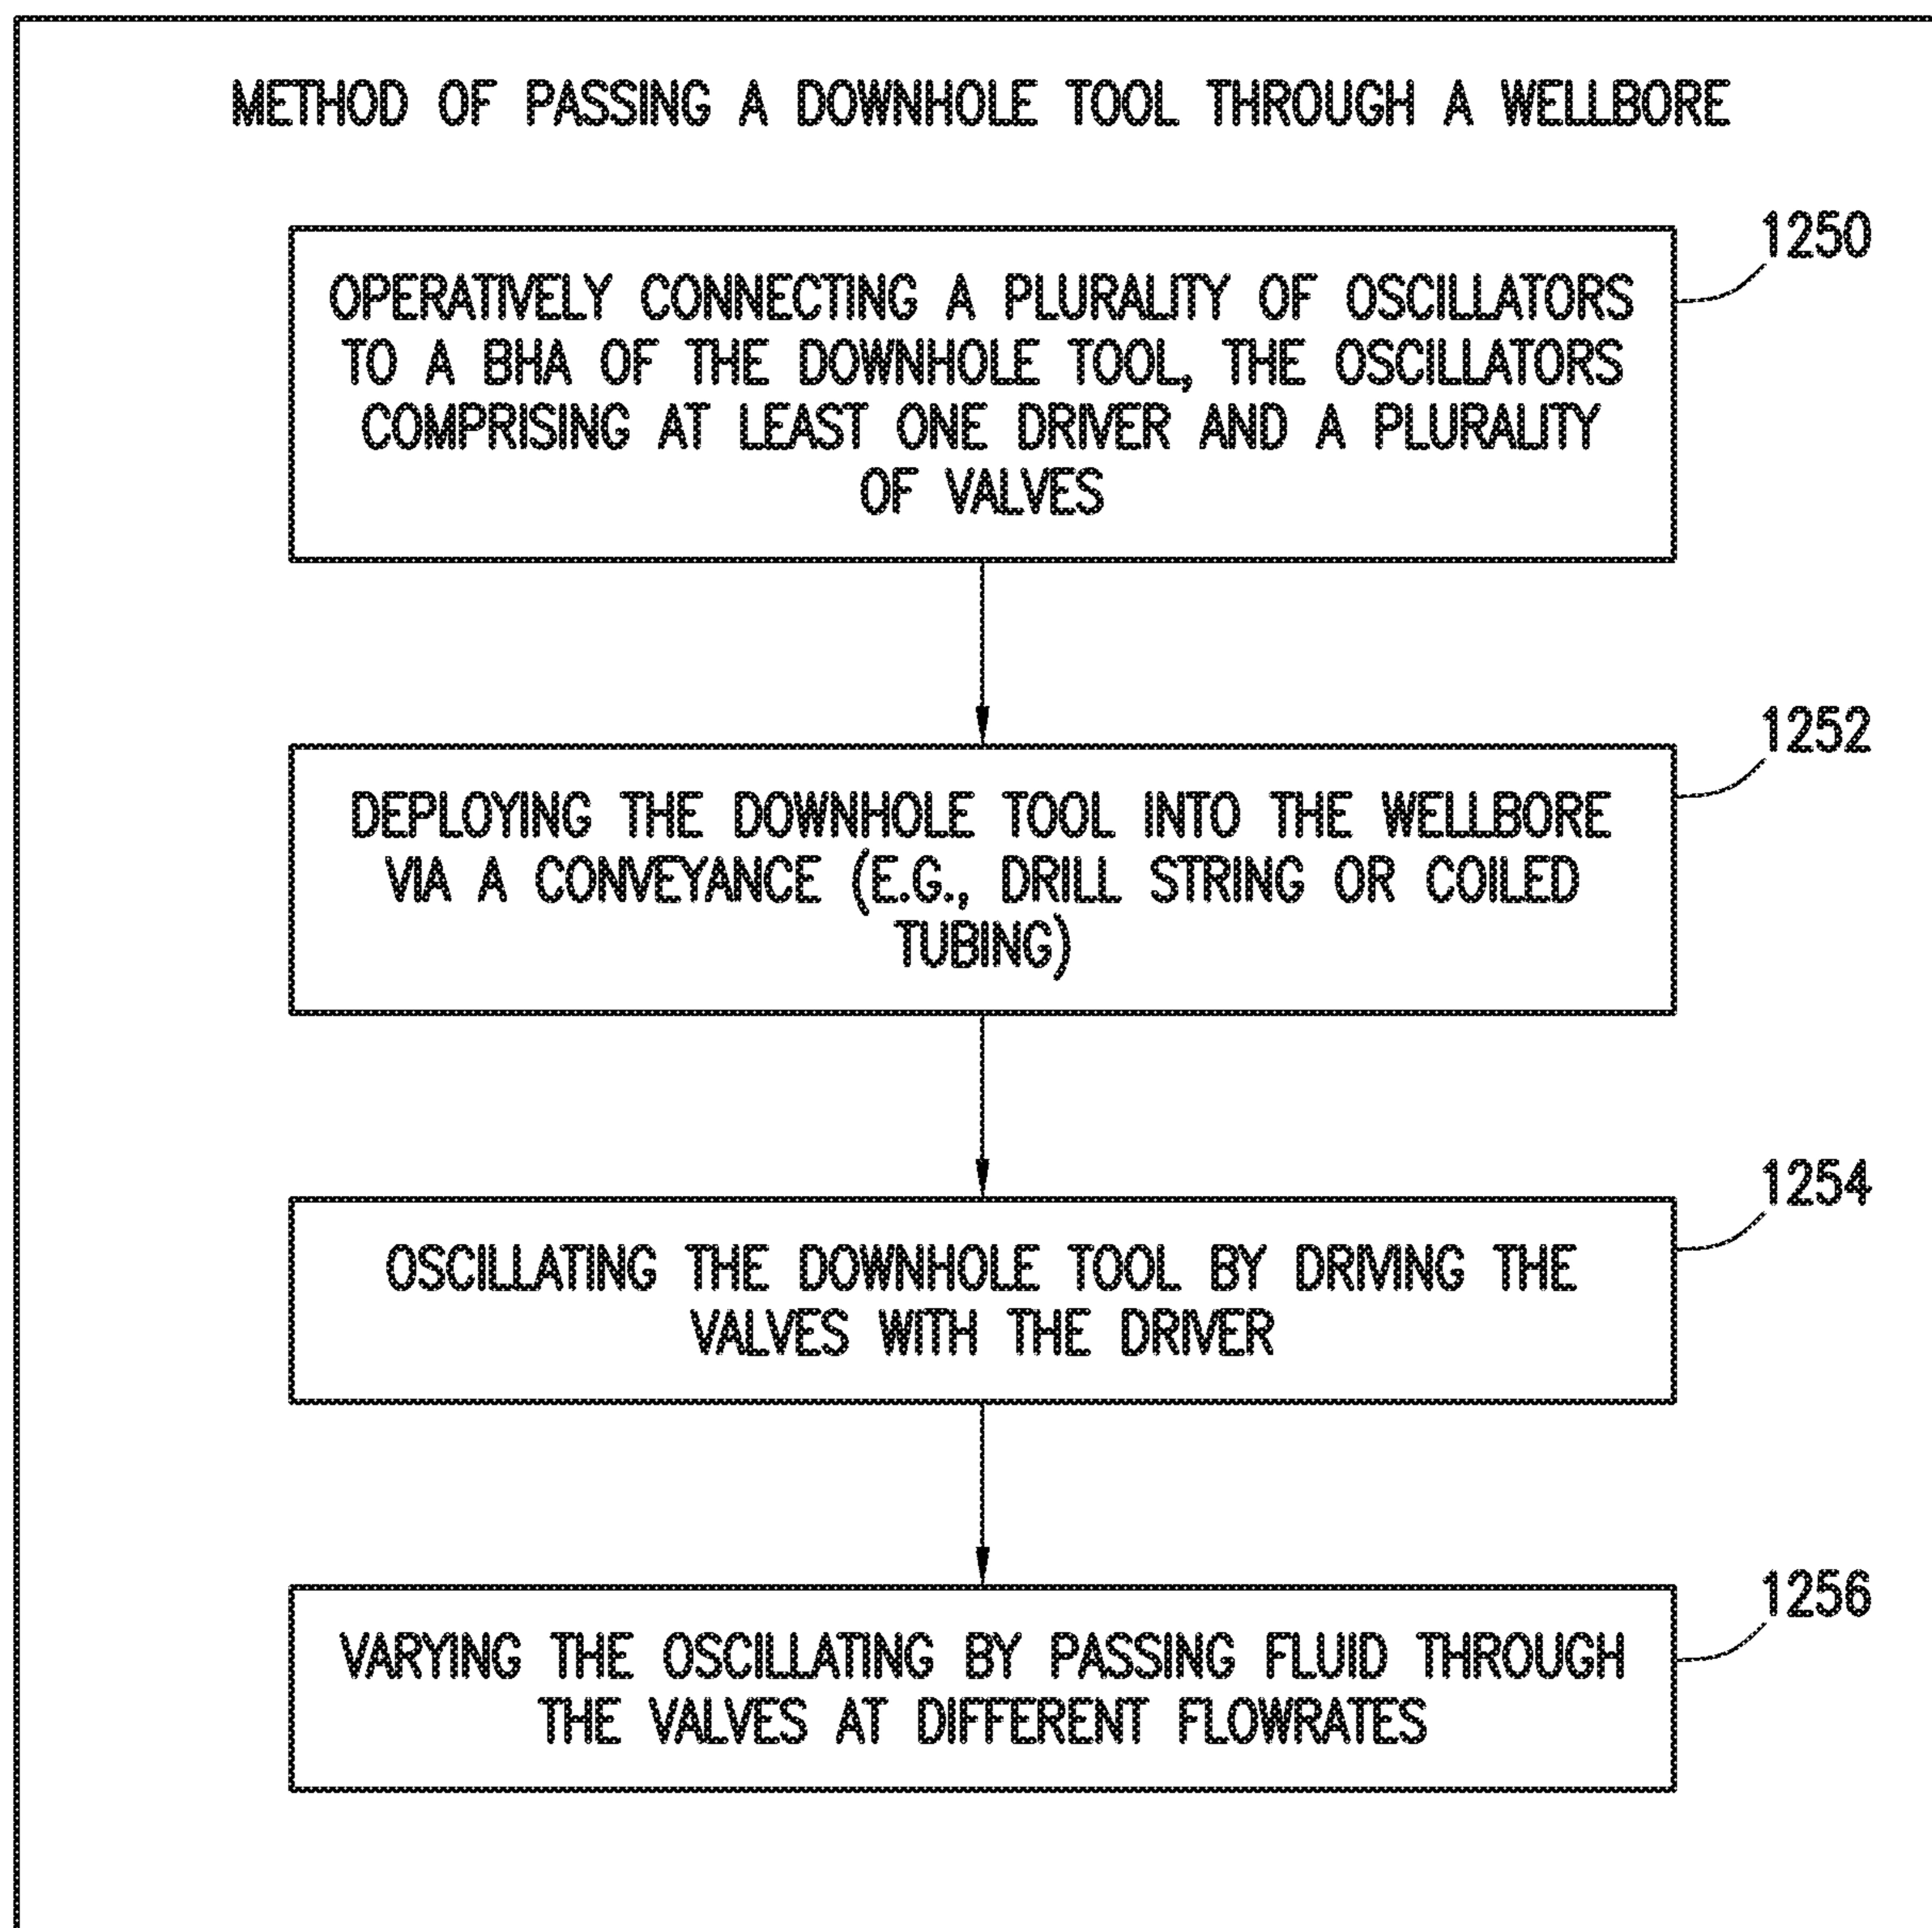 METHOD OF PASSING A DOWNHOLE TOOL THROUGH A WELLBORE
1250
OPERATIVELY CONNECTING A PLURALITY OF OSCILLATORS
TO A BHA OF THE DOWNHOLE TOOL, THE OSCILLATORS
COMPRISING AT LEAST ONE DRIVER AND A PLURALITY
OF VALVES
1252
DEPLOYING THE DOWNHOLE TOOL INTO THE WELLBORE
VIA A CONVEYANCE (E.G., DRILL STRING OR COILED
TUBING)
1254
OSCILLATING THE DOWNHOLE TOOL BY DRIVING THE
VALVES WITH THE DRIVER
1256
VARYING THE OSCILLATING BY PASSING FLUID THROUGH
THE VALVES AT DIFFERENT FLOWRATES